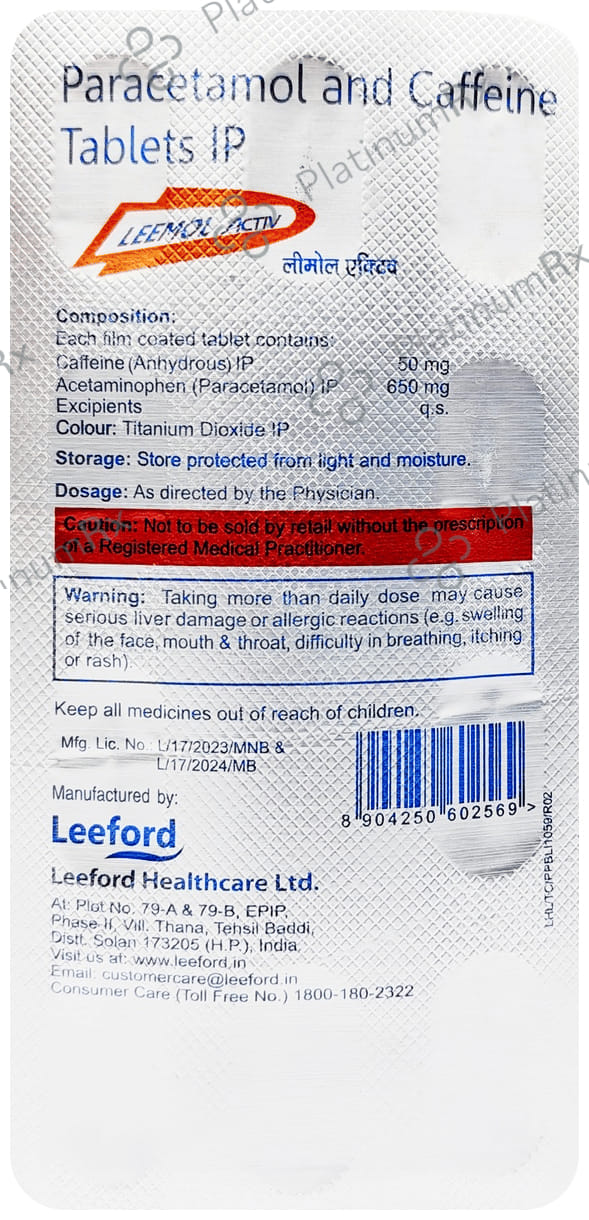 Paracetamol and Caffeine
Tablets IP
LEEMOL ACTIV
लीमोल एक्टिव
Composition:
Each film coated tablet contains:
Caffeine (Anhydrous) IP 50 mg
Acetaminophen (Paracetamol) IP 650 mg
Excipients q.s.
Colour: Titanium Dioxide IP
Storage: Store protected from light and moisture.
Dosage: As directed by the Physician.
Caution: Not to be sold by retail without the prescription
of a Registered Medical Practitioner.
Warning: Taking more than daily dose may cause
serious liver damage or allergic reactions (e.g. swelling
of the face, mouth & throat, difficulty in breathing, itching
or rash).
Keep all medicines out of reach of children.
Mfg. Lic. No.: L/17/2023/MNB &
L/17/2024/MB
Manufactured by:
Leeford
Leeford Healthcare Ltd.
At: Plot No. 79-A & 79-B, EPIP,
Phase-II, Vill. Thana, Tehsil Baddi,
Distt. Solan 173205 (H.P.), India
Visit us at: www.leeford.in
Email: customercare@leeford.in
Consumer Care (Toll Free No.) 1800-180-2322
8 904250 602569 >
LHL/TC/PPBLI1059/R02
PlatinumRx
PlatinumRx